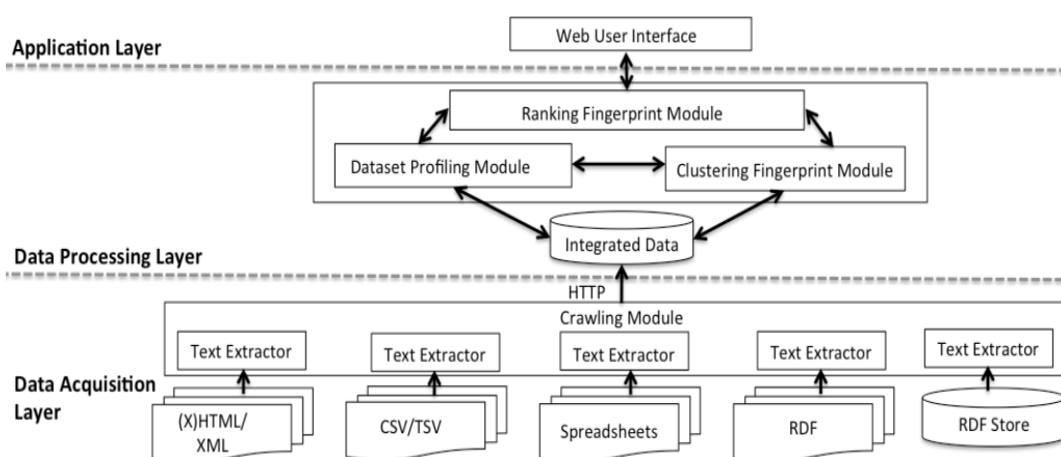 Web User Interface
Application Layer
Ranking Fingerprint Module
Dataset Profiling Module
Clustering Fingerprint Module
Integrated Data
Data Processing Layer
HTTP
Crawling Module
Text Extractor
Text Extractor
Text Extractor
Text Extractor
Text Extractor
Data Acquisition
Layer
(X)HTML/
XML
CSV/TSV
Spreadsheets
RDF
RDF Store